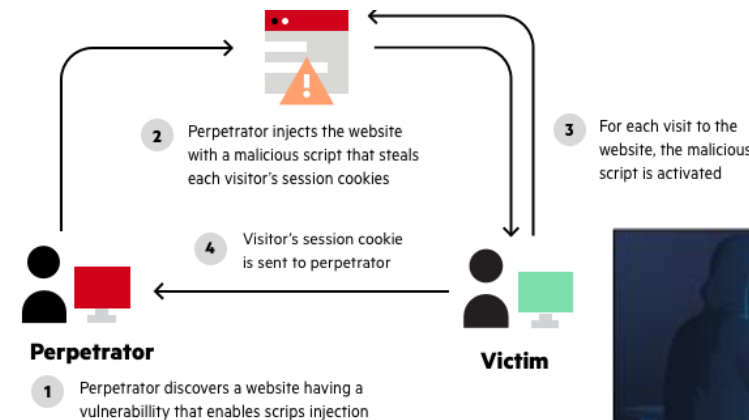 2
Perpetrator injects the website
with a malicious script that steals
each visitor's session cookies
3
For each visit to the
website, the malicious
script is activated
4
Visitor's session cookie
is sent to perpetrator
Perpetrator
Victim
1
Perpetrator discovers a website having a
vulnerabillity that enables scrips injection